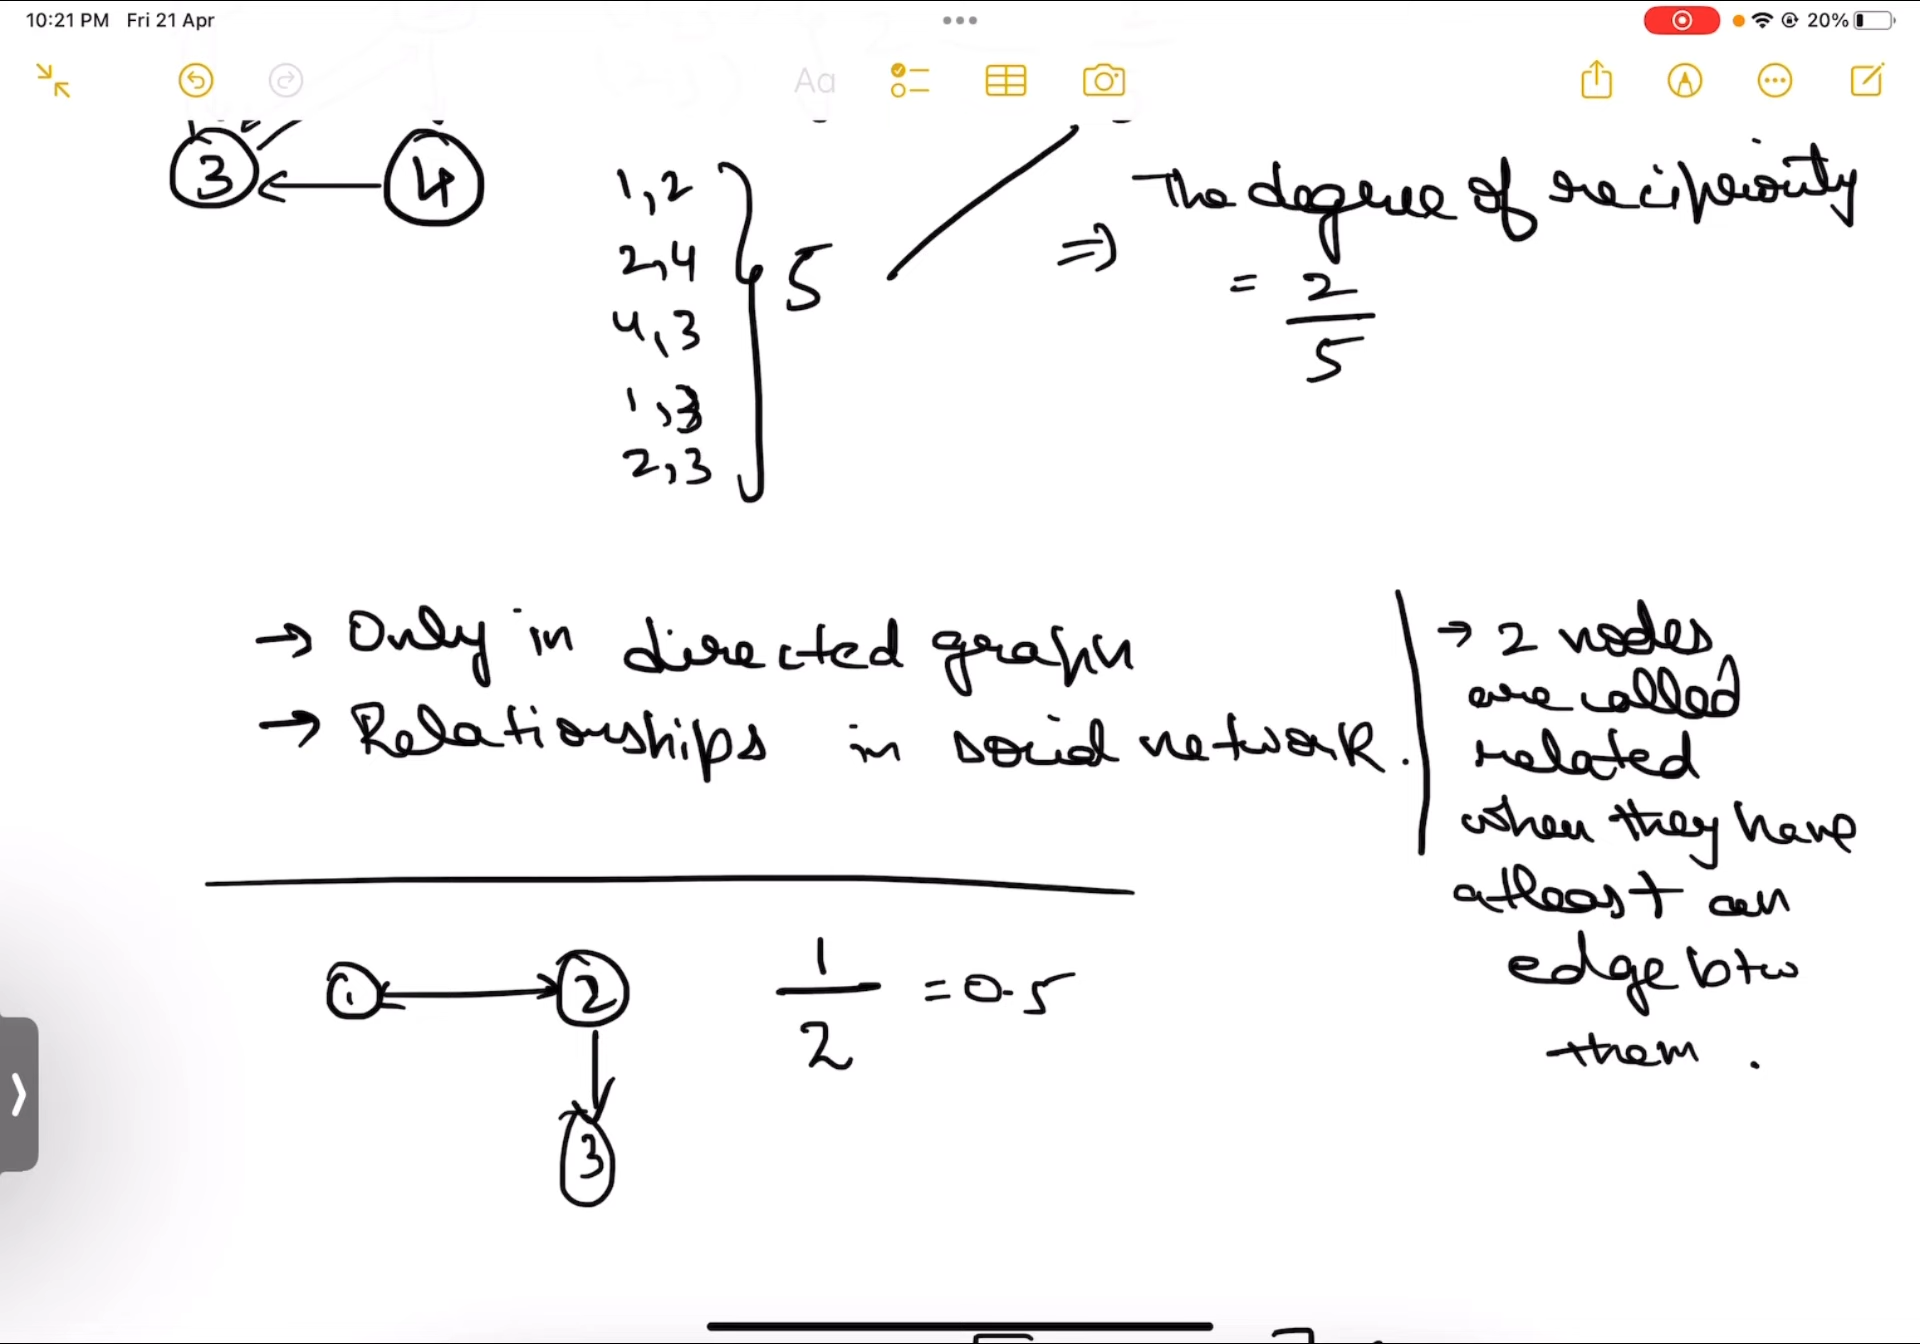 10:21 PM Fri 21 Apr
20%
Aa
3 4
1,2
2,4
4,3
1,3
2,3
5
The degree of recipriority
⇒
= 2
5
→ Only in directed graph
→ Relationships in social network.
→ 2 nodes
are called
related
when they have
atleast an
edge btw
them .
1 2
3
1
2
= 0.5